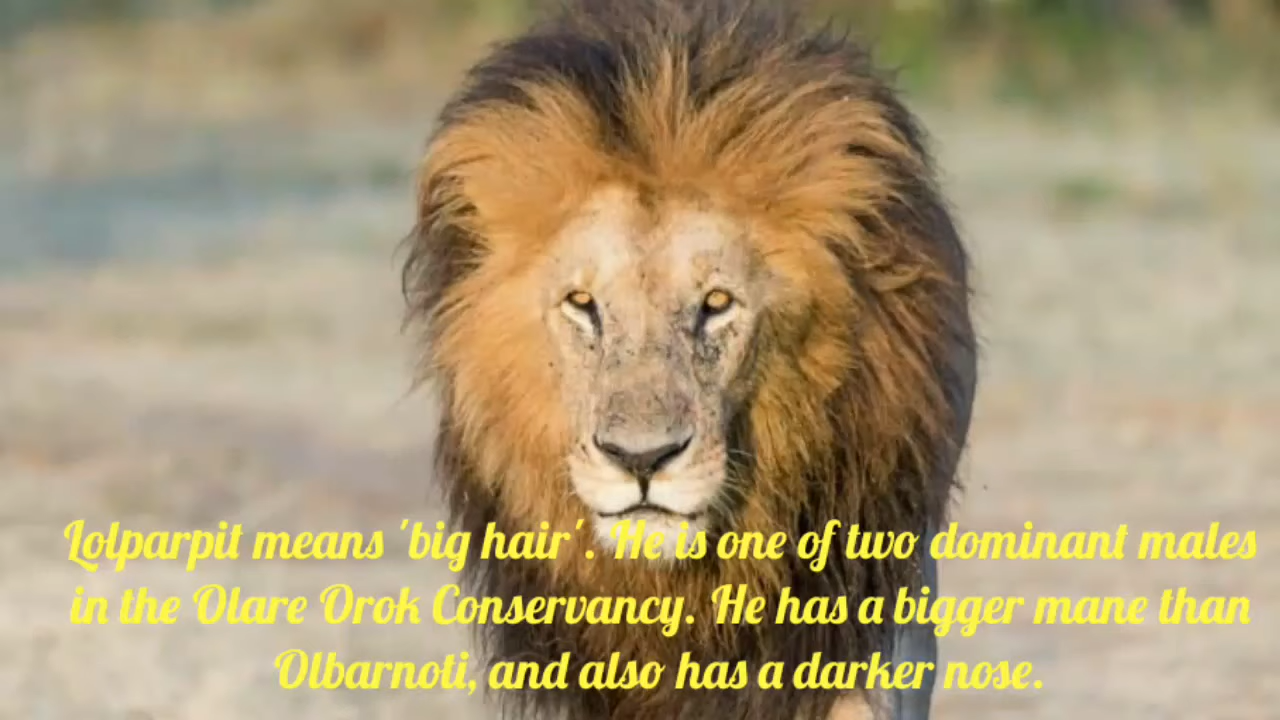 Lolparpit means 'big hair'. He is one of two dominant males
in the Olare Orok Conservancy. He has a bigger mane than
Olbarnoti, and also has a darker nose.